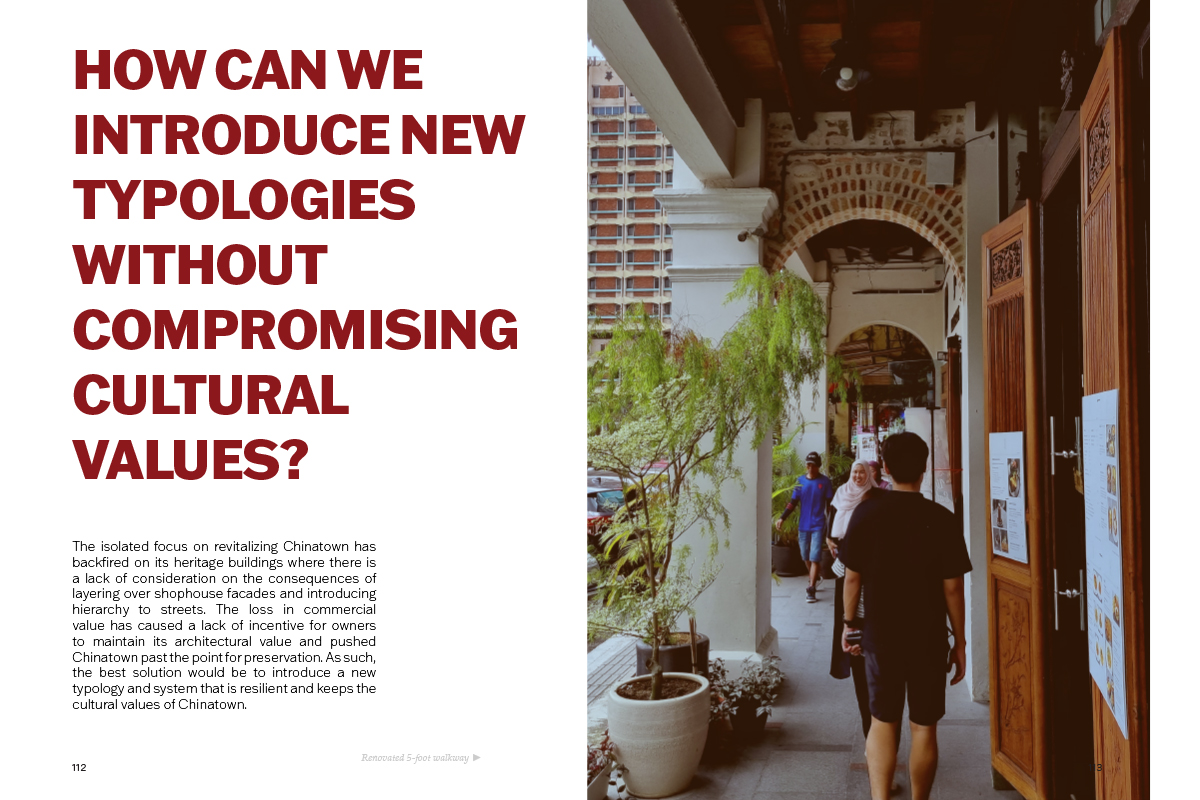 HOW CAN WE
INTRODUCE NEW
TYPOLOGIES
WITHOUT
COMPROMISING
CULTURAL
VALUES?
The isolated focus on revitalizing Chinatown has
backfired on its heritage buildings where there is
a lack of consideration on the consequences of
layering over shophouse facades and introducing
hierarchy to streets. The loss in commercial
value has caused a lack of incentive for owners
to maintain its architectural value and pushed
Chinatown past the point for preservation. As such,
the best solution would be to introduce a new
typology and system that is resilient and keeps the
cultural values of Chinatown.
Renovated 5-foot walkway ►
112